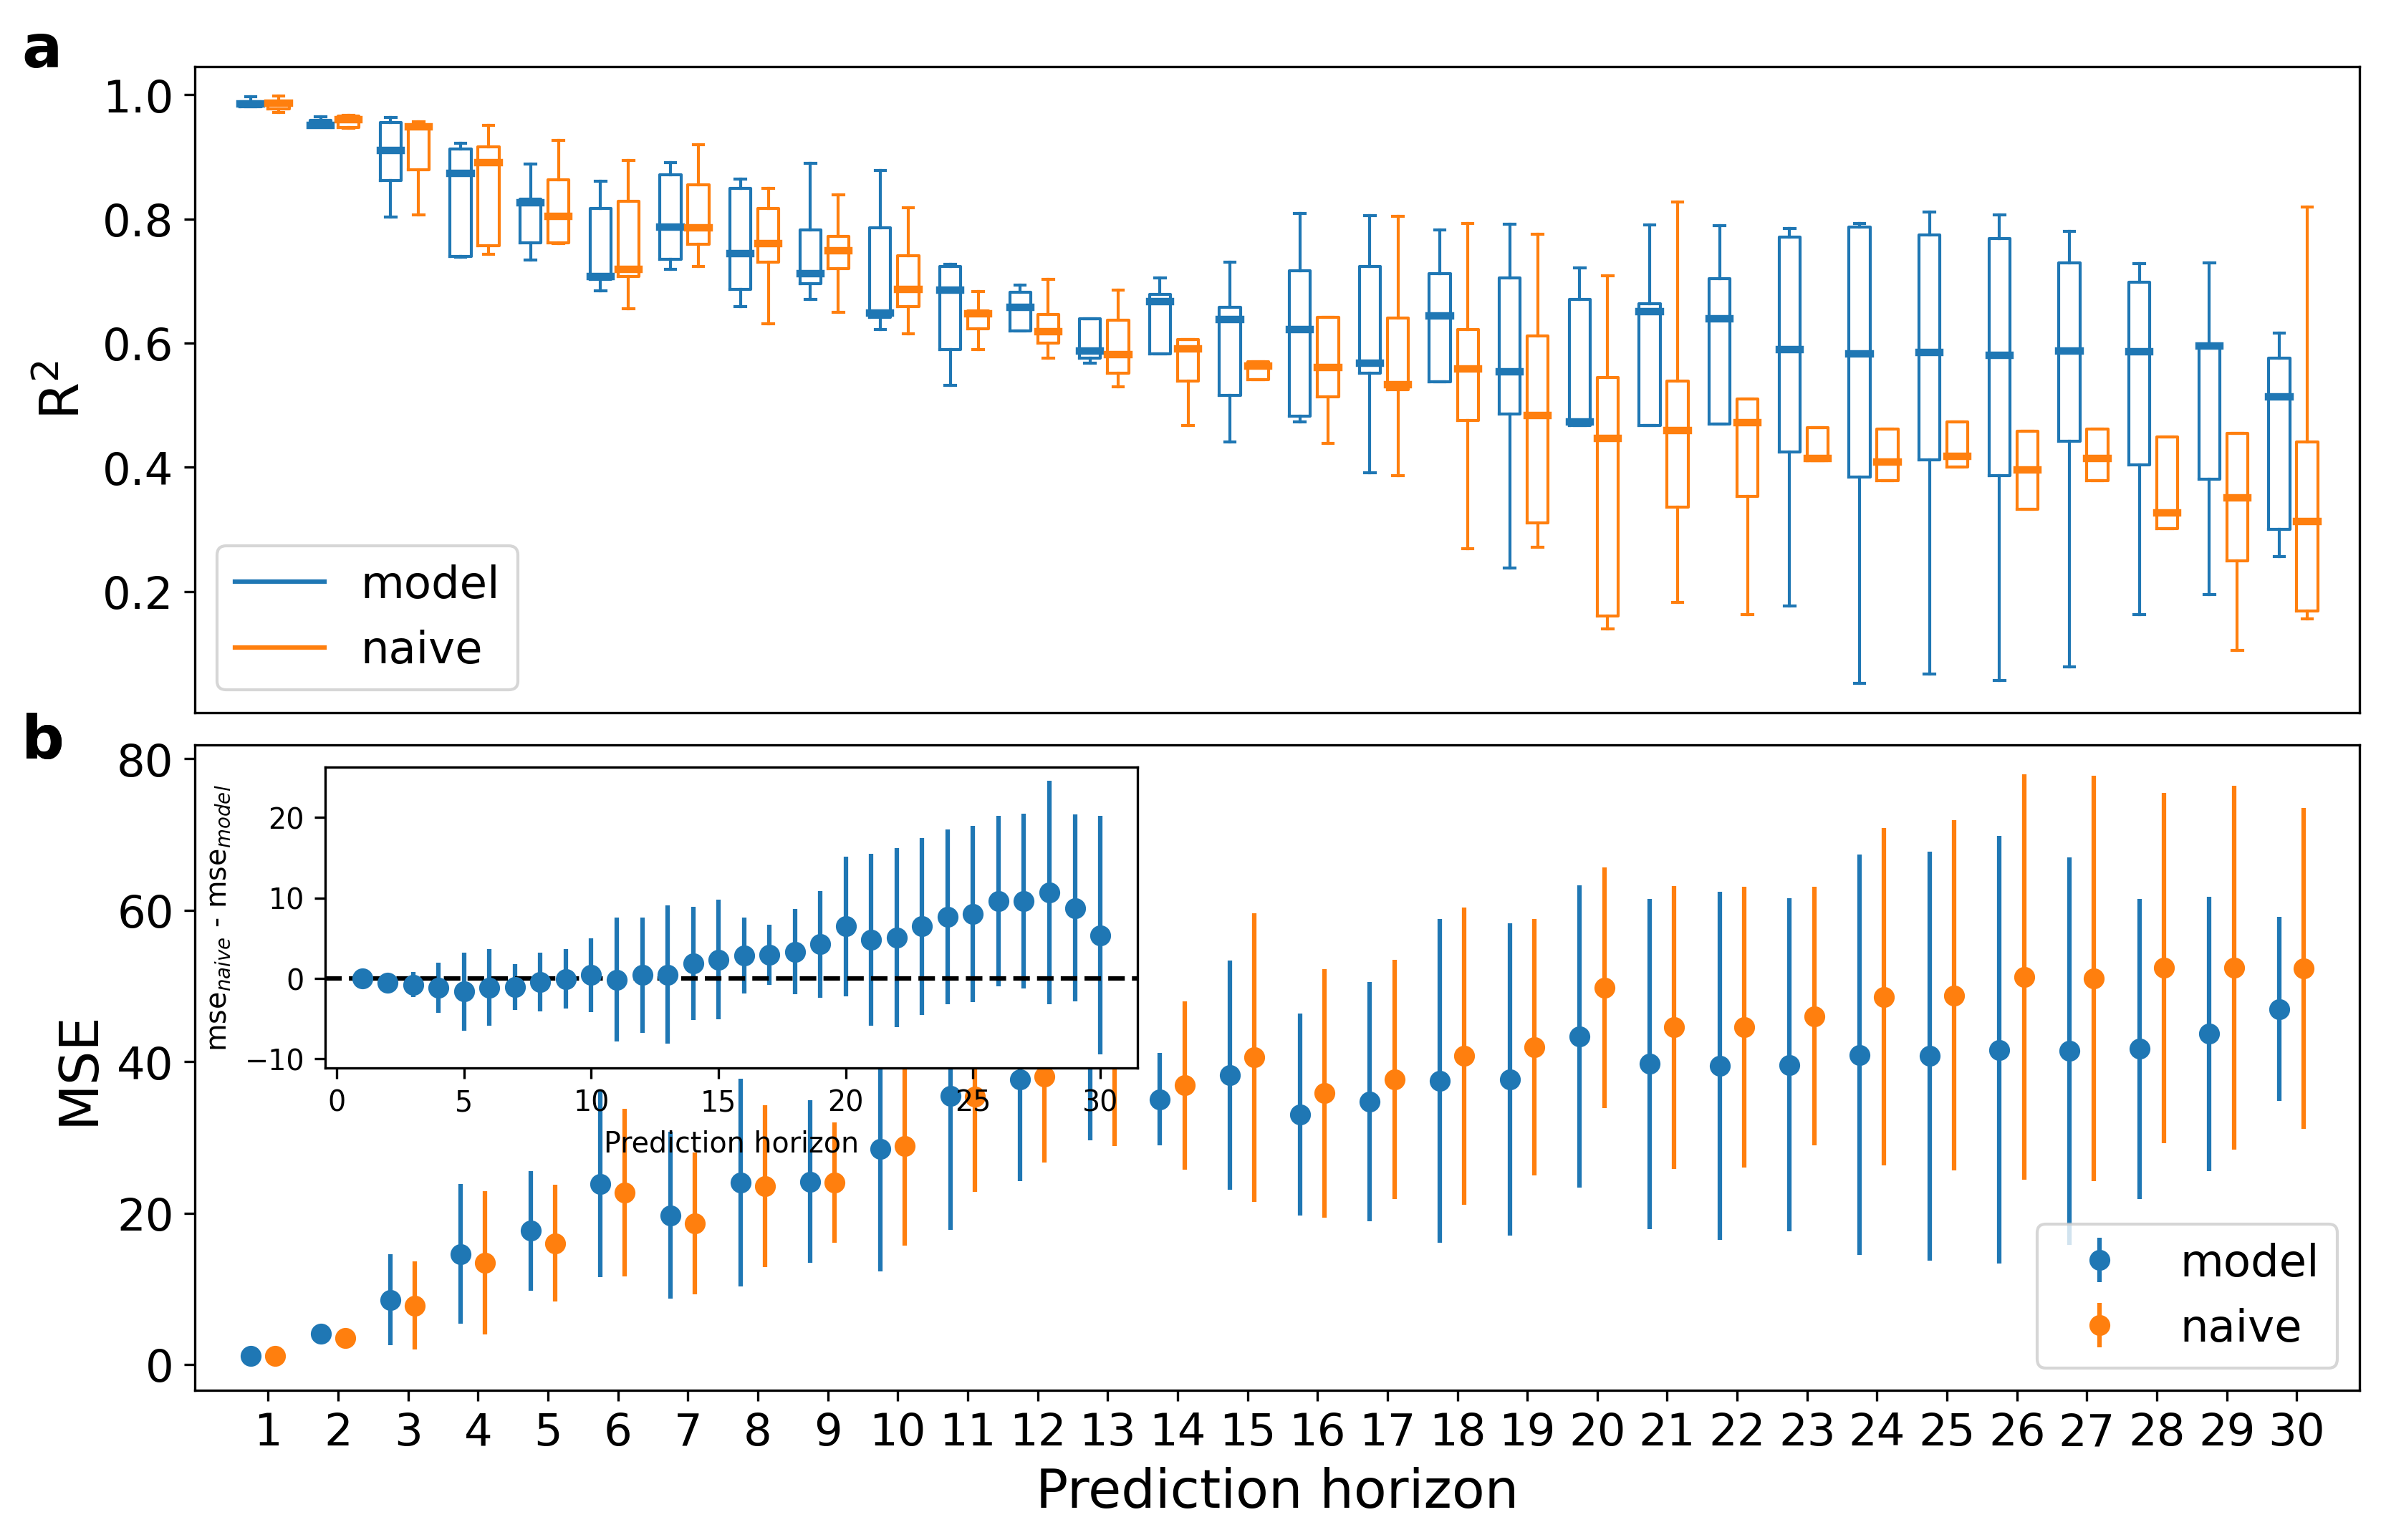 a
1.0
0.8
0.6
0.4
0.2
R²
model
naive
b
80
60
40
20
0
MSE
20
10
0
−10
mse_naive - mse_model
0 5 10 15 20 25 30
Prediction horizon
model
naive
1 2 3 4 5 6 7 8 9 10 11 12 13 14 15 16 17 18 19 20 21 22 23 24 25 26 27 28 29 30
Prediction horizon